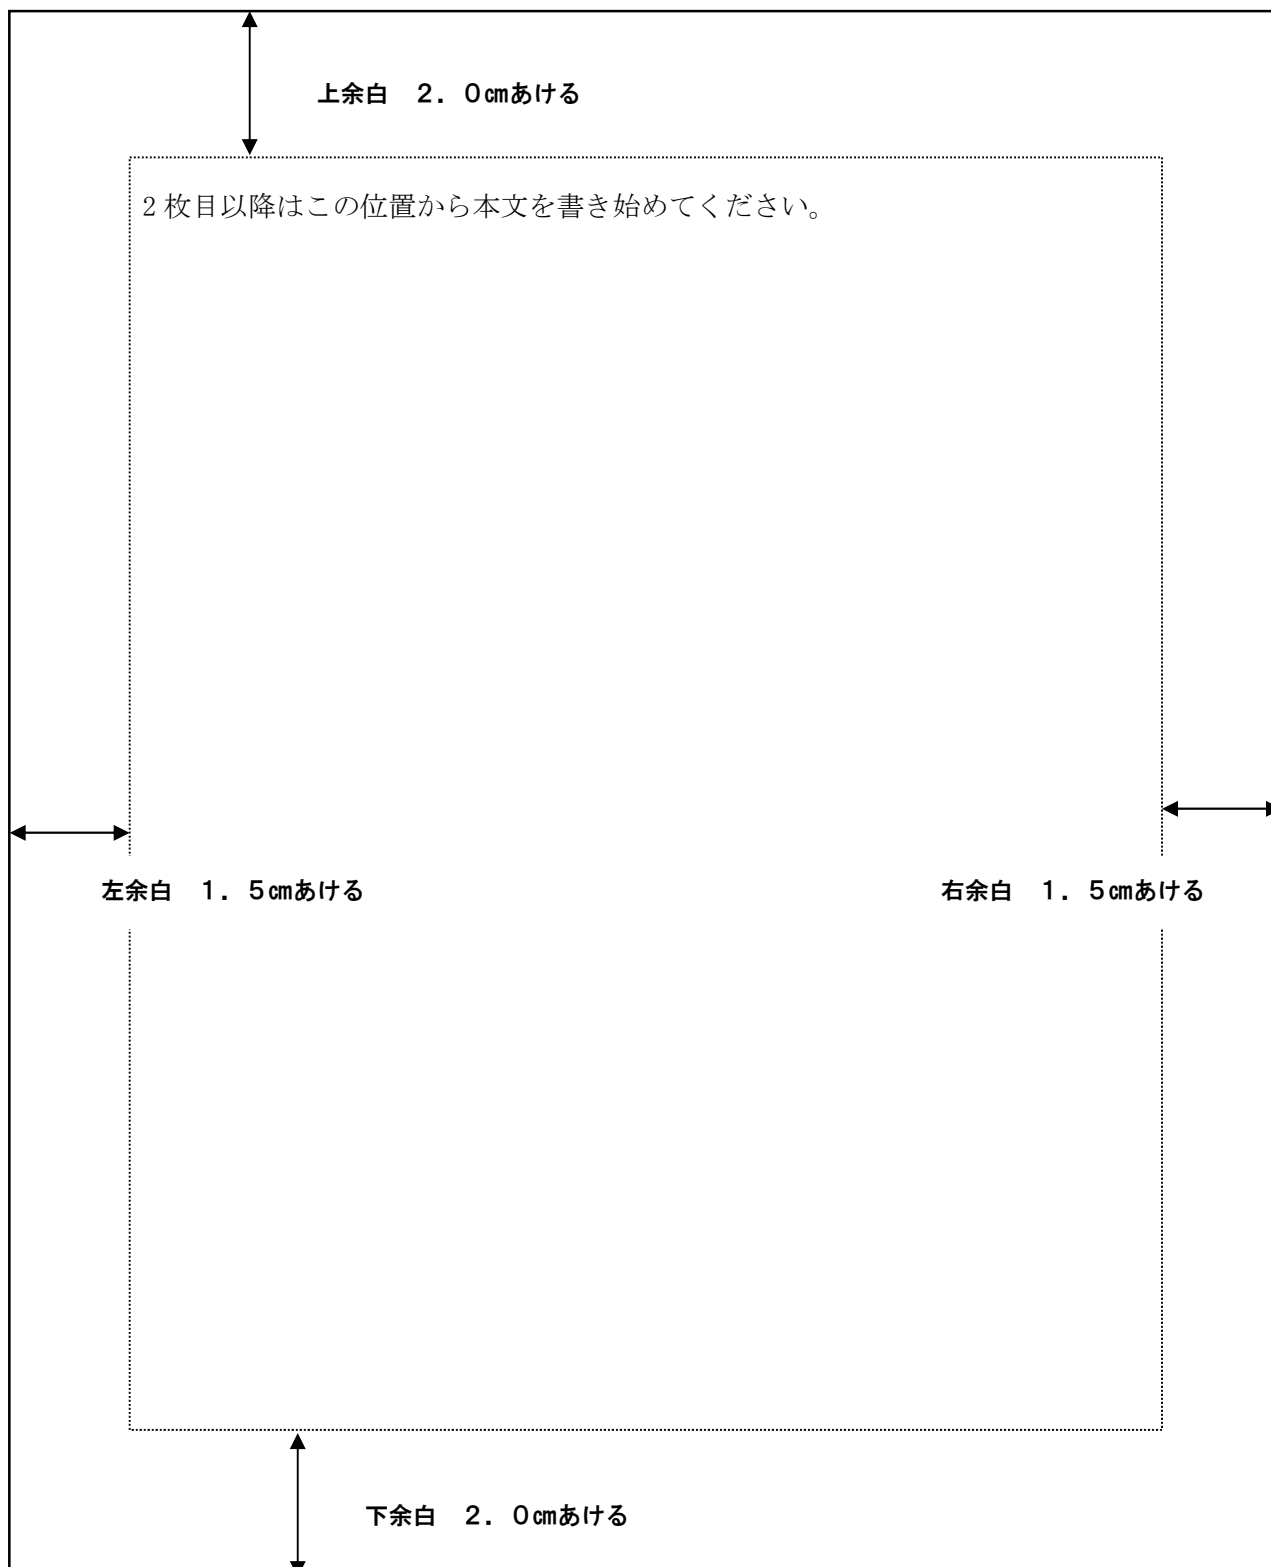 上余白　２．０㎝あける
2 枚目以降はこの位置から本文を書き始めてください。
左余白　１．５㎝あける
右余白　１．５㎝あける
下余白　２．０㎝あける